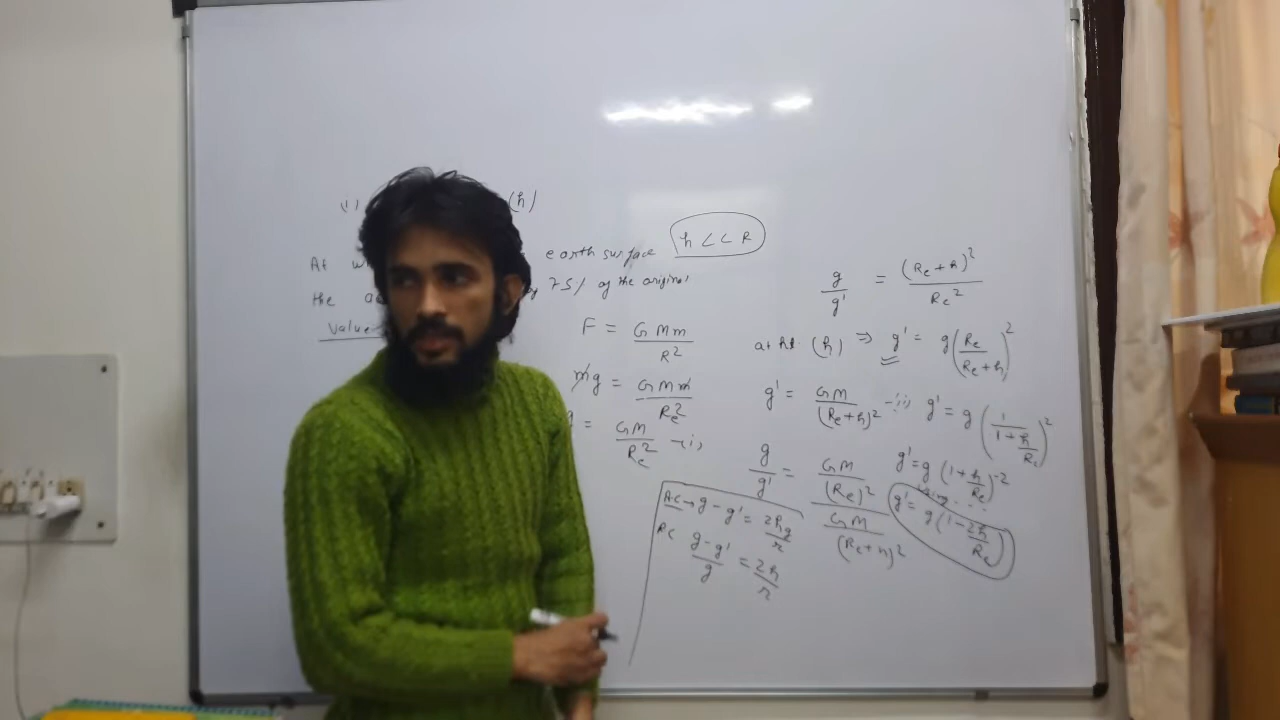 (i) (h)
At earth surface h << R
the by 75% of the original
value
F = GMm/R²
mg = GMm/Re²
= GM/Re² -i)
g/g' = (Re+h)²/Re²
at ht. (h) ⇒ g' = g(Re/Re+h)²
g' = GM/(Re+h)² -ii)
g/g' = GM/(Re)² / GM/(Re+h)²
g' = g(1/1+h/Re)²
g' = g(1+h/Re)⁻²
g' = g(1-2h/Re)
AC → g-g' = 2hg/r
Rc g-g'/g = 2h/r